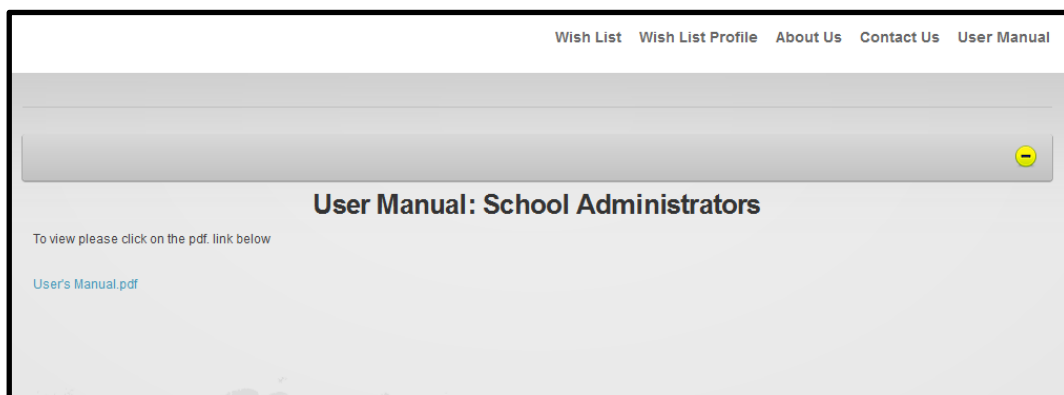 Wish List Wish List Profile About Us Contact Us User Manual
User Manual: School Administrators
To view please click on the pdf. link below
User's Manual.pdf